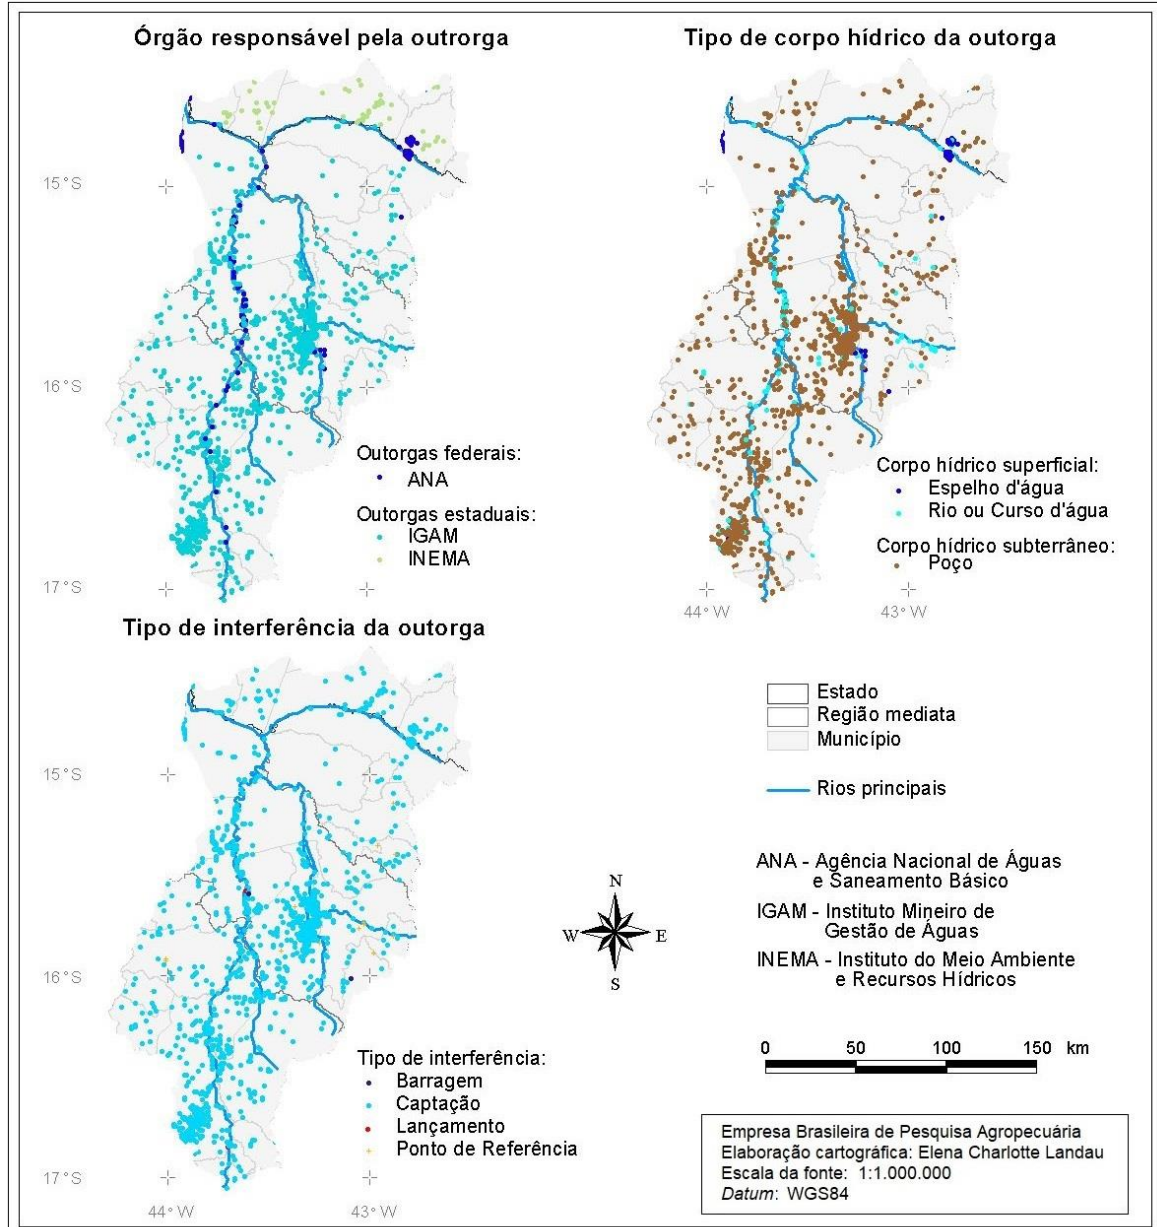 Órgão responsável pela outrorga
15°S
16°S
17°S
Outorgas federais:
ANA
Outorgas estaduais:
IGAM
INEMA
Tipo de corpo hídrico da outorga
Corpo hídrico superficial:
Espelho d'água
Rio ou Curso d'água
Corpo hídrico subterrâneo:
Poço
44° W
43° W
Tipo de interferência da outorga
15°S
16°S
17°S
44° W
43° W
Tipo de interferência:
Barragem
Captação
Lançamento
Ponto de Referência
Estado
Região mediata
Município
Rios principais
ANA - Agência Nacional de Águas
e Saneamento Básico
IGAM - Instituto Mineiro de
Gestão de Águas
INEMA - Instituto do Meio Ambiente
e Recursos Hídricos
N
W E
S
0 50 100 150 km
Empresa Brasileira de Pesquisa Agropecuária
Elaboração cartográfica: Elena Charlotte Landau
Escala da fonte: 1:1.000.000
Datum: WGS84